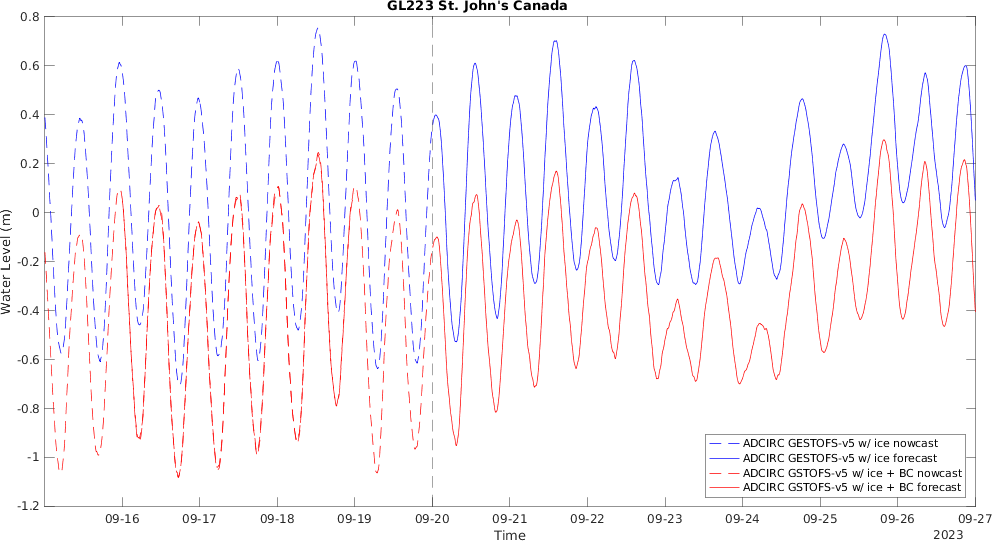 GL223 St. John's Canada
0.8
0.6
0.4
0.2
0
-0.2
-0.4
-0.6
-0.8
-1
-1.2
Water Level (m)
ADCIRC GESTOFS-v5 w/ ice nowcast
ADCIRC GESTOFS-v5 w/ ice forecast
ADCIRC GSTOFS-v5 w/ ice + BC nowcast
ADCIRC GSTOFS-v5 w/ ice + BC forecast
09-16 09-17 09-18 09-19 09-20 09-21 09-22 09-23 09-24 09-25 09-26 09-27
Time
2023